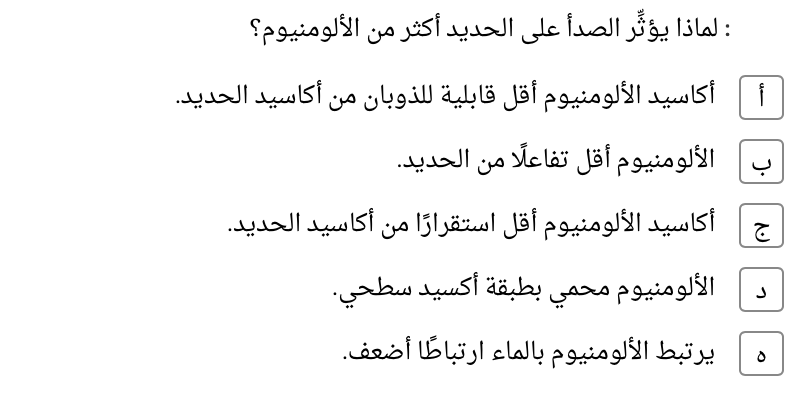 : لماذا يؤثِّر الصدأ على الحديد أكثر من الألومنيوم؟
أ أكاسيد الألومنيوم أقل قابلية للذوبان من أكاسيد الحديد.
ب الألومنيوم أقل تفاعلًا من الحديد.
ج أكاسيد الألومنيوم أقل استقرارًا من أكاسيد الحديد.
د الألومنيوم محمي بطبقة أكسيد سطحي.
ه يرتبط الألومنيوم بالماء ارتباطًا أضعف.